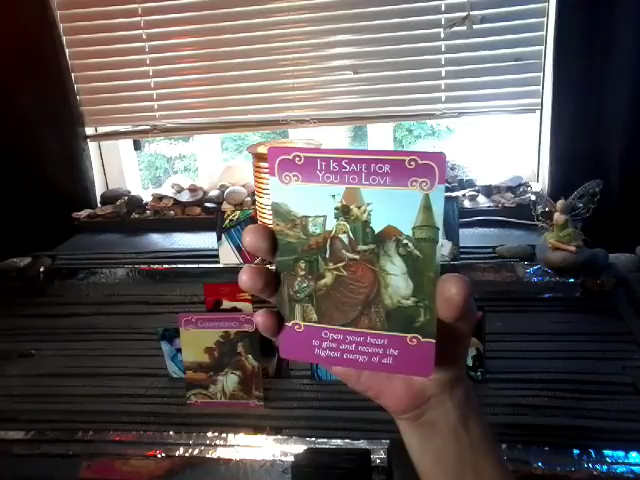 It Is Safe for
You to Love
Open your heart
to give and receive the
highest energy of all.